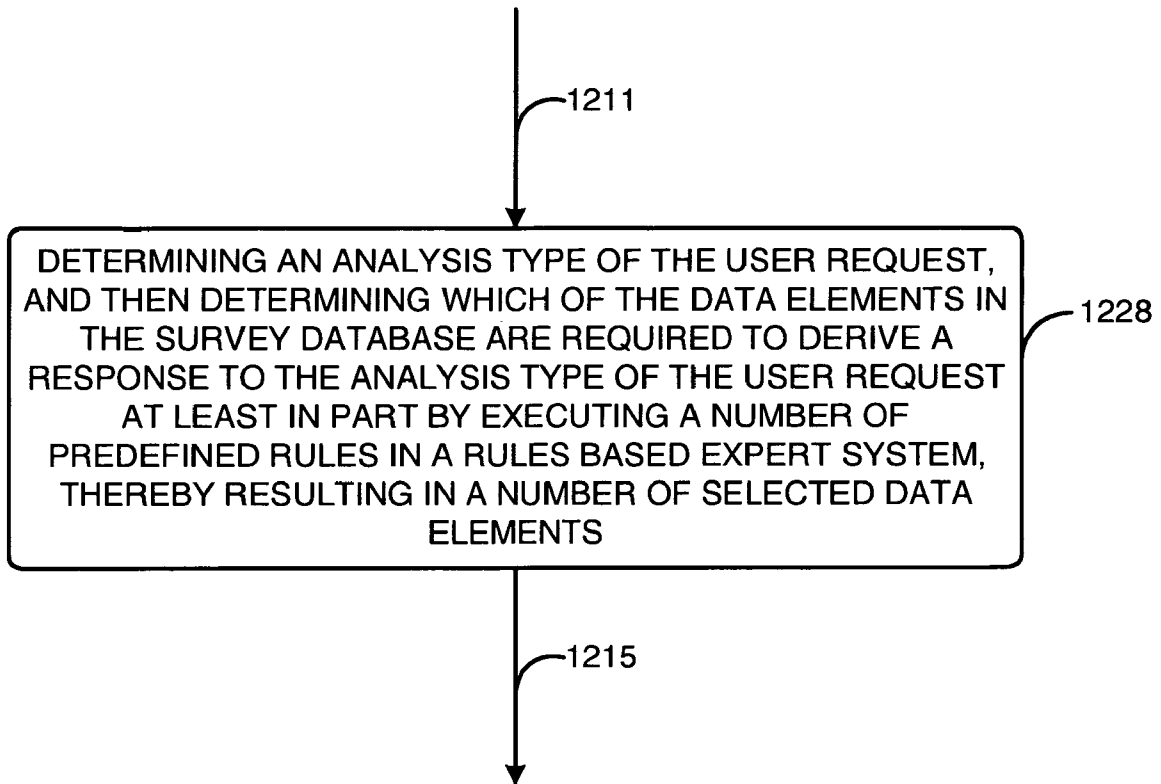 1211
DETERMINING AN ANALYSIS TYPE OF THE USER REQUEST,
AND THEN DETERMINING WHICH OF THE DATA ELEMENTS IN
THE SURVEY DATABASE ARE REQUIRED TO DERIVE A
RESPONSE TO THE ANALYSIS TYPE OF THE USER REQUEST
AT LEAST IN PART BY EXECUTING A NUMBER OF
PREDEFINED RULES IN A RULES BASED EXPERT SYSTEM,
THEREBY RESULTING IN A NUMBER OF SELECTED DATA
ELEMENTS
1228
1215